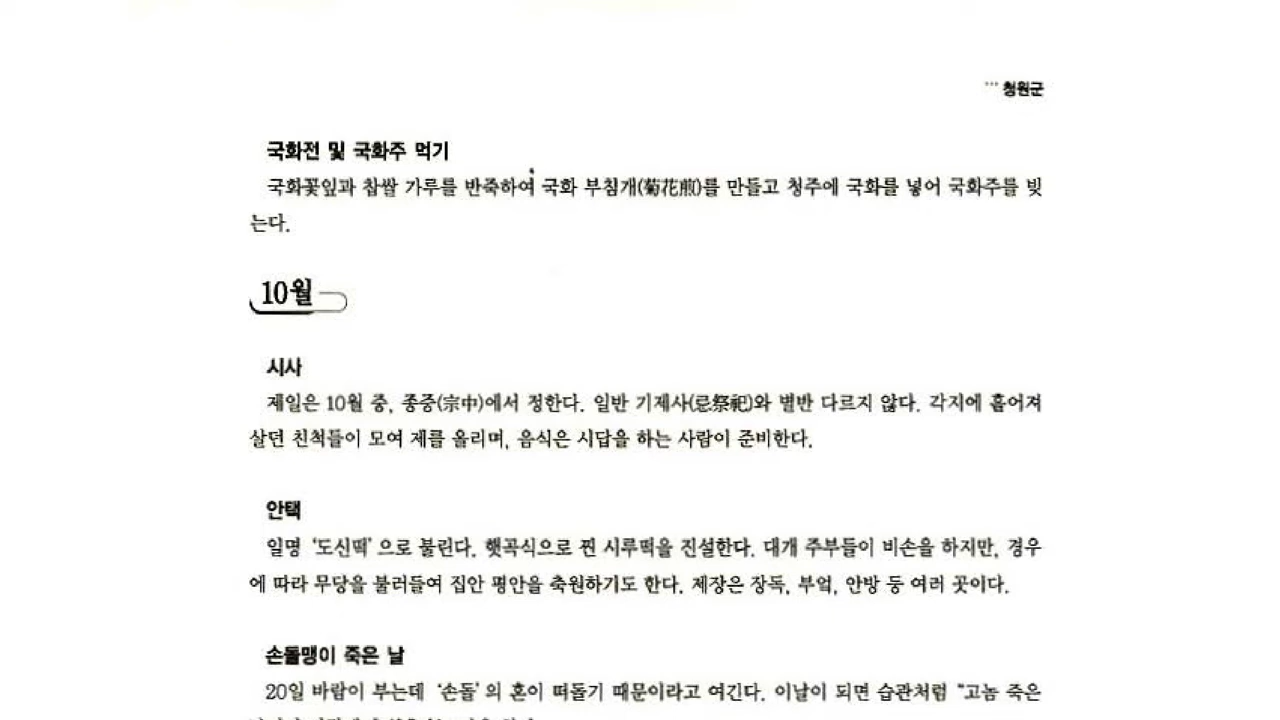 청원군
국화전 및 국화주 먹기
국화꽃잎과 찹쌀 가루를 반죽하여 국화 부침개(菊花煎)를 만들고 청주에 국화를 넣어 국화주를 빚
는다.
10월
시사
제일은 10월 중, 종중(宗中)에서 정한다. 일반 기제사(忌祭祀)와 별반 다르지 않다. 각지에 흩어져
살던 친척들이 모여 제를 올리며, 음식은 시답을 하는 사람이 준비한다.
안택
일명 '도신떡'으로 불린다. 햇곡식으로 찐 시루떡을 진설한다. 대개 주부들이 비손을 하지만, 경우
에 따라 무당을 불러들여 집안 평안을 축원하기도 한다. 제장은 장독, 부엌, 안방 등 여러 곳이다.
손돌맹이 죽은 날
20일 바람이 부는데 '손돌'의 혼이 떠돌기 때문이라고 여긴다. 이날이 되면 습관처럼 "고놈 죽은